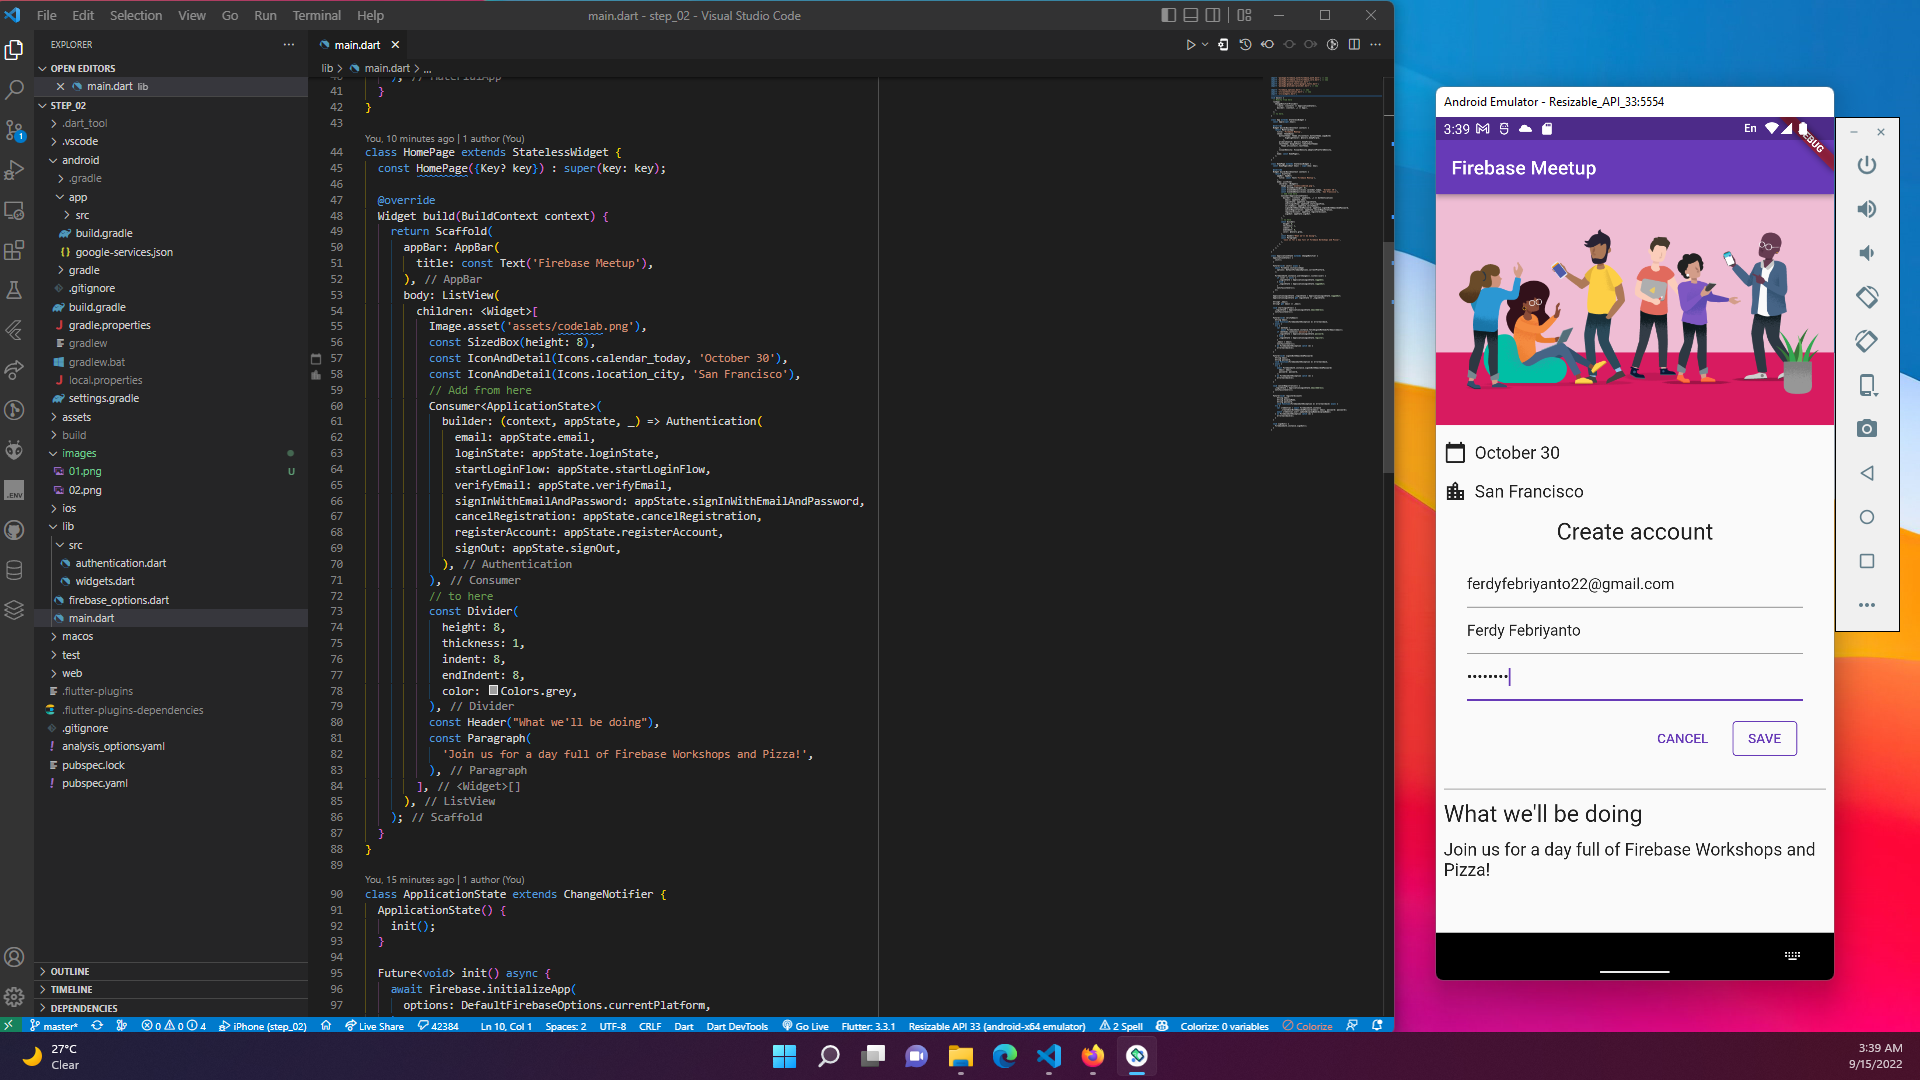 File Edit Selection View Go Run Terminal Help
main.dart - step_02 - Visual Studio Code
EXPLORER
OPEN EDITORS
main.dart lib
STEP_02
.dart_tool
.vscode
android
.gradle
app
src
build.gradle
google-services.json
gradle
.gitignore
build.gradle
gradle.properties
gradlew
gradlew.bat
local.properties
settings.gradle
assets
build
images
01.png U
02.png
ios
lib
src
authentication.dart
widgets.dart
firebase_options.dart
main.dart
macos
test
web
.flutter-plugins
.flutter-plugins-dependencies
.gitignore
analysis_options.yaml
pubspec.lock
pubspec.yaml
OUTLINE
TIMELINE
DEPENDENCIES
1
.ENV
main.dart
lib > main.dart > ...
40 ); // MaterialApp
41 }
42 }
43
You, 10 minutes ago | 1 author (You)
44 class HomePage extends StatelessWidget {
45 const HomePage({Key? key}) : super(key: key);
46
47 @override
48 Widget build(BuildContext context) {
49 return Scaffold(
50 appBar: AppBar(
51 title: const Text('Firebase Meetup'),
52 ), // AppBar
53 body: ListView(
54 children: <Widget>[
55 Image.asset('assets/codelab.png'),
56 const SizedBox(height: 8),
57 const IconAndDetail(Icons.calendar_today, 'October 30'),
58 const IconAndDetail(Icons.location_city, 'San Francisco'),
59 // Add from here
60 Consumer<ApplicationState>(
61 builder: (context, appState, _) => Authentication(
62 email: appState.email,
63 loginState: appState.loginState,
64 startLoginFlow: appState.startLoginFlow,
65 verifyEmail: appState.verifyEmail,
66 signInWithEmailAndPassword: appState.signInWithEmailAndPassword,
67 cancelRegistration: appState.cancelRegistration,
68 registerAccount: appState.registerAccount,
69 signOut: appState.signOut,
70 ), // Authentication
71 ), // Consumer
72 // to here
73 const Divider(
74 height: 8,
75 thickness: 1,
76 indent: 8,
77 endIndent: 8,
78 color: Colors.grey,
79 ), // Divider
80 const Header("What we'll be doing"),
81 const Paragraph(
82 'Join us for a day full of Firebase Workshops and Pizza!',
83 ), // Paragraph
84 ], // <Widget>[]
85 ), // ListView
86 ); // Scaffold
87 }
88 }
89
You, 15 minutes ago | 1 author (You)
90 class ApplicationState extends ChangeNotifier {
91 ApplicationState() {
92 init();
93 }
94
95 Future<void> init() async {
96 await Firebase.initializeApp(
97 options: DefaultFirebaseOptions.currentPlatform,
master* 0 0 4 iPhone (step_02) Live Share 42384 Ln 10, Col 1 Spaces: 2 UTF-8 CRLF Dart Dart DevTools Go Live Flutter: 3.3.1 Resizable API 33 (android-x64 emulator) 2 Spell Colorize: 0 variables Colorize
Android Emulator - Resizable_API_33:5554
3:39 En
Firebase Meetup
October 30
San Francisco
Create account
ferdyfebriyanto22@gmail.com
Ferdy Febriyanto
••••••••
CANCEL SAVE
What we'll be doing
Join us for a day full of Firebase Workshops and
Pizza!
27°C
Clear
3:39 AM
9/15/2022